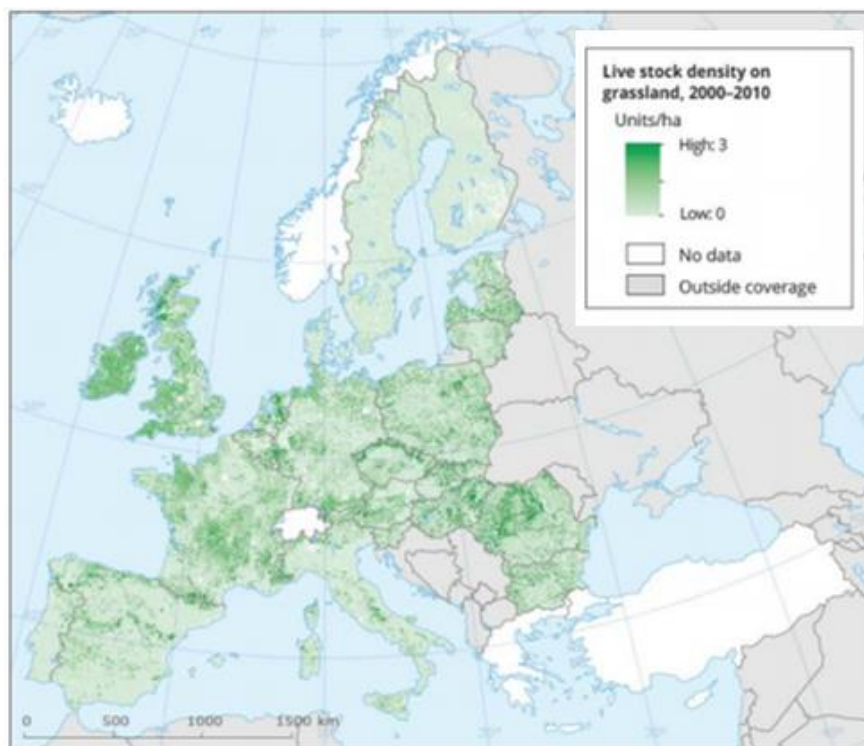 Live stock density on
grassland, 2000–2010
Units/ha
High: 3
Low: 0
No data
Outside coverage
0 500 1000 1500 km